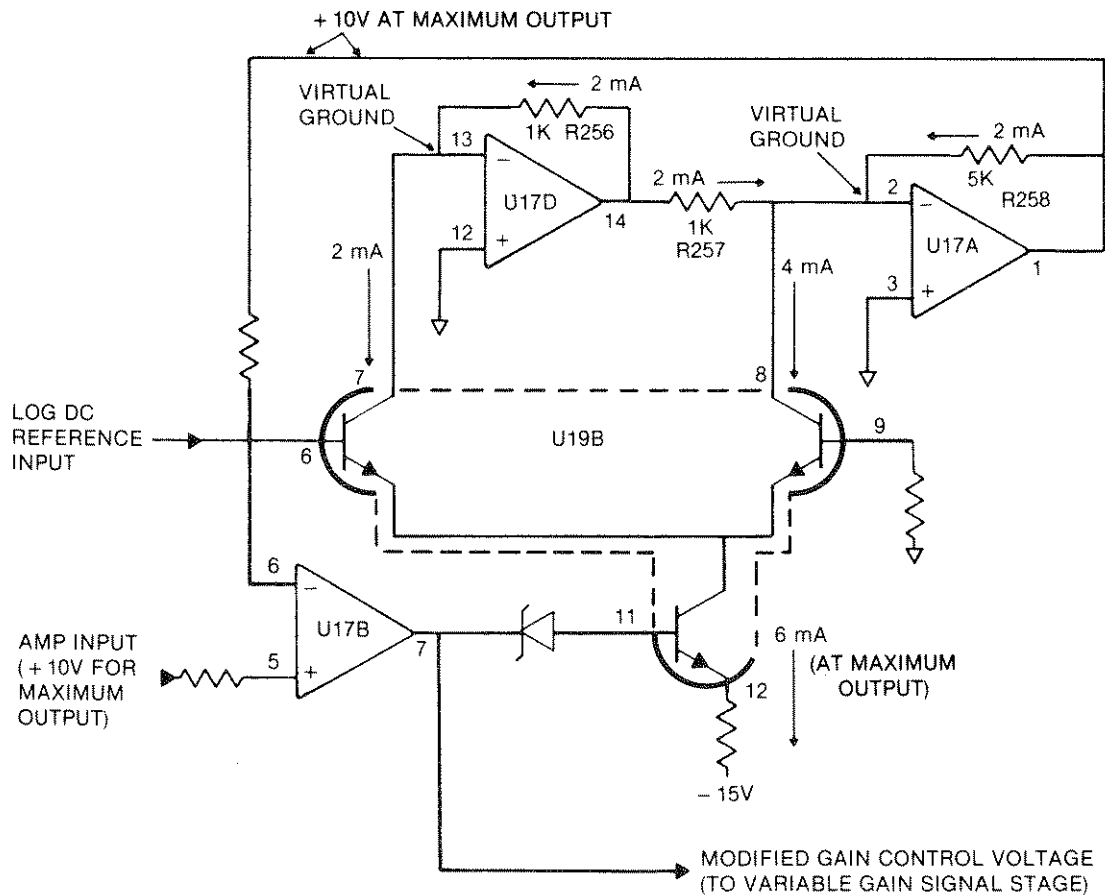 + 10V AT MAXIMUM OUTPUT
2 mA
VIRTUAL
GROUND
1K R256
13
−
U17D
12
+
14
2 mA
1K
R257
VIRTUAL
GROUND
2 mA
5K
R258
2
−
U17A
3
+
1
2 mA
4 mA
7
8
LOG DC
REFERENCE
INPUT
6
U19B
9
6
−
U17B
7
5
+
AMP INPUT
(+10V FOR
MAXIMUM
OUTPUT)
11
12
6 mA
(AT MAXIMUM
OUTPUT)
− 15V
MODIFIED GAIN CONTROL VOLTAGE
(TO VARIABLE GAIN SIGNAL STAGE)